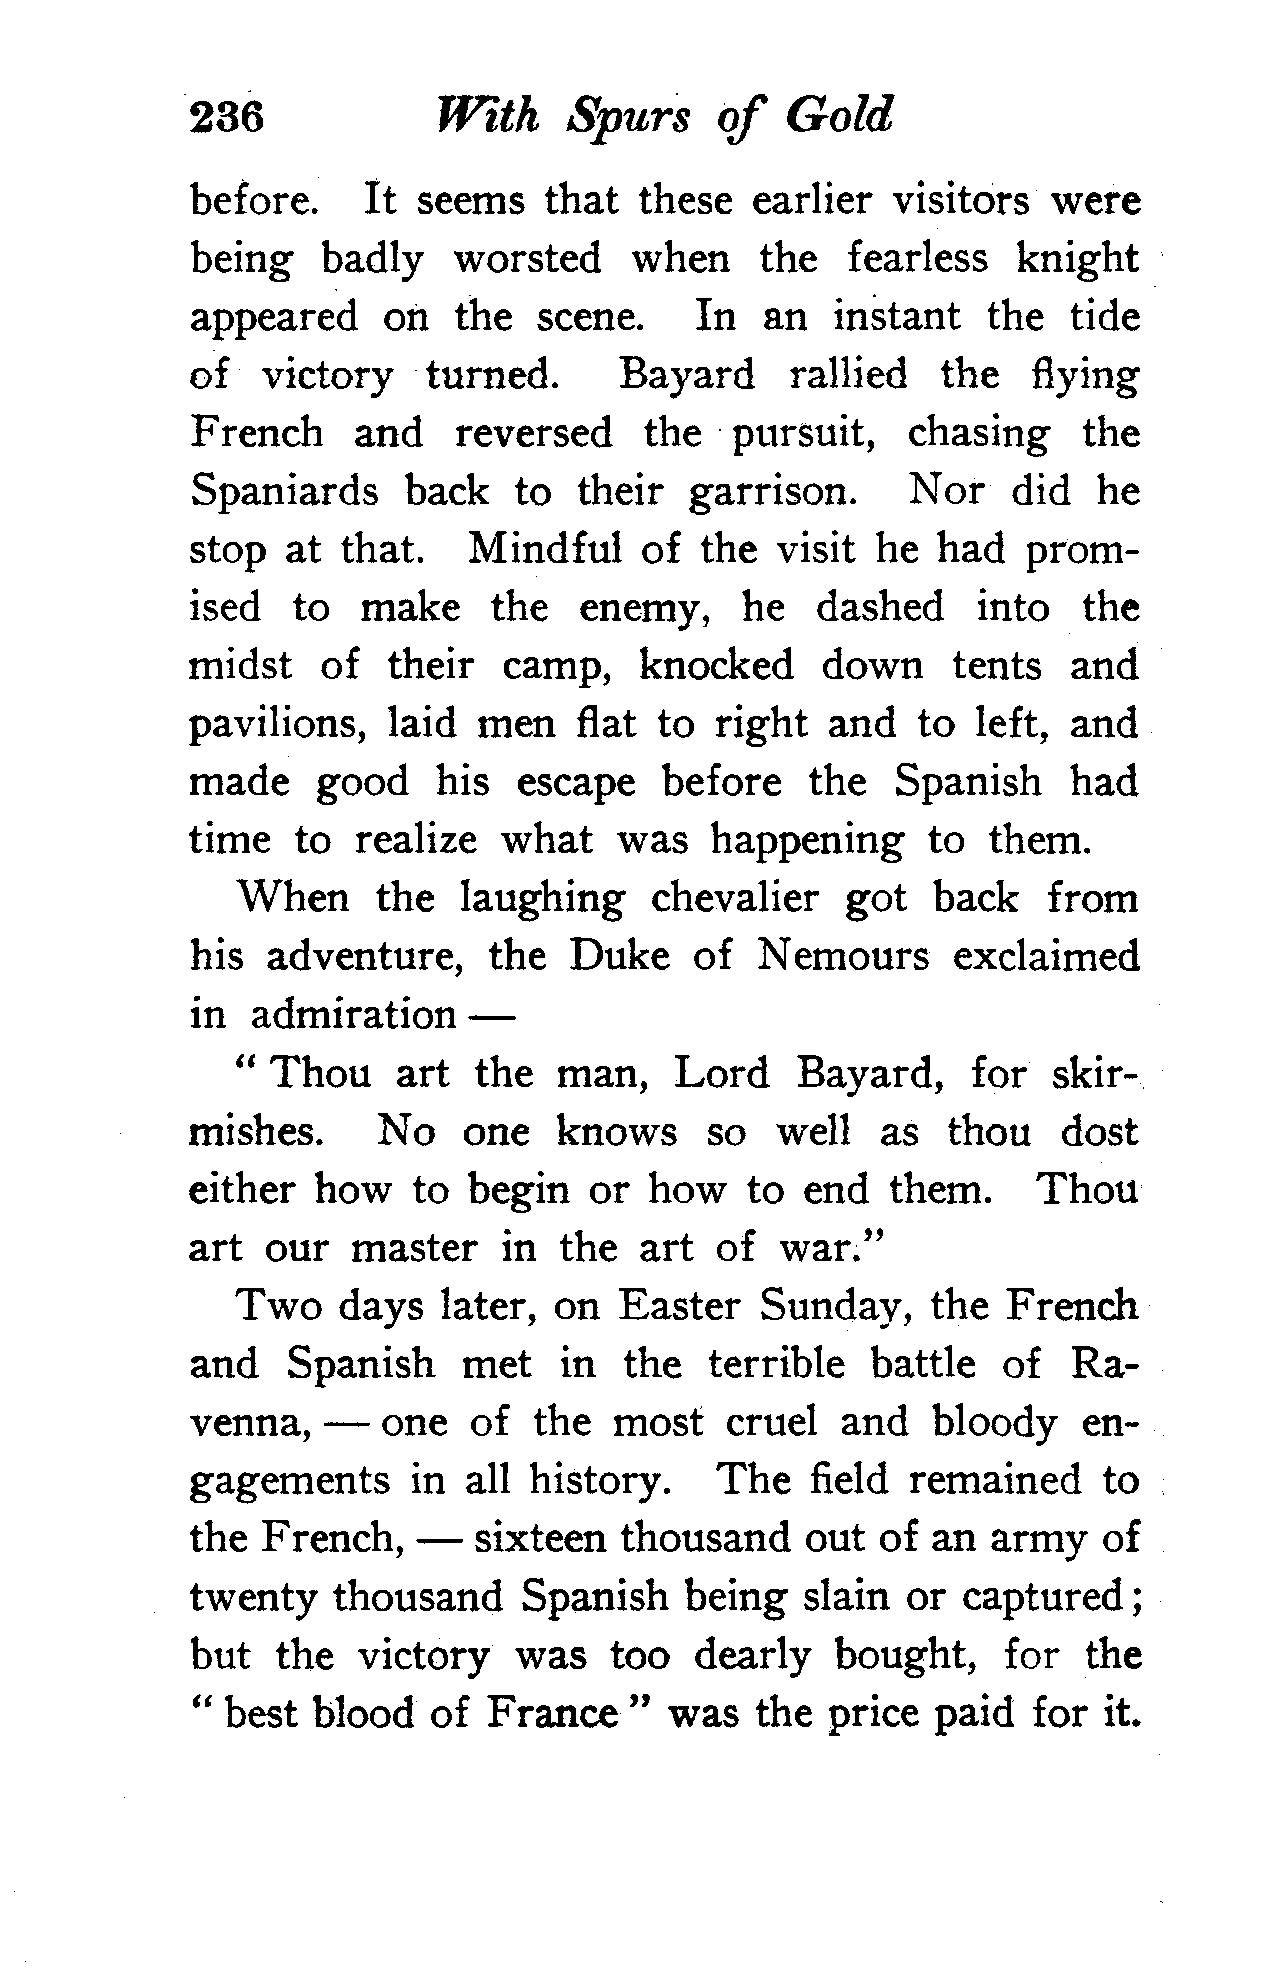 236 With Spurs of Gold
before. It seems that these earlier visitors were
being badly worsted when the fearless knight
appeared on the scene. In an instant the tide
of victory turned. Bayard rallied the flying
French and reversed the pursuit, chasing the
Spaniards back to their garrison. Nor did he
stop at that. Mindful of the visit he had prom-
ised to make the enemy, he dashed into the
midst of their camp, knocked down tents and
pavilions, laid men flat to right and to left, and
made good his escape before the Spanish had
time to realize what was happening to them.
When the laughing chevalier got back from
his adventure, the Duke of Nemours exclaimed
in admiration —
" Thou art the man, Lord Bayard, for skir-
mishes. No one knows so well as thou dost
either how to begin or how to end them. Thou
art our master in the art of war."
Two days later, on Easter Sunday, the French
and Spanish met in the terrible battle of Ra-
venna, — one of the most cruel and bloody en-
gagements in all history. The field remained to
the French, — sixteen thousand out of an army of
twenty thousand Spanish being slain or captured;
but the victory was too dearly bought, for the
" best blood of France " was the price paid for it.